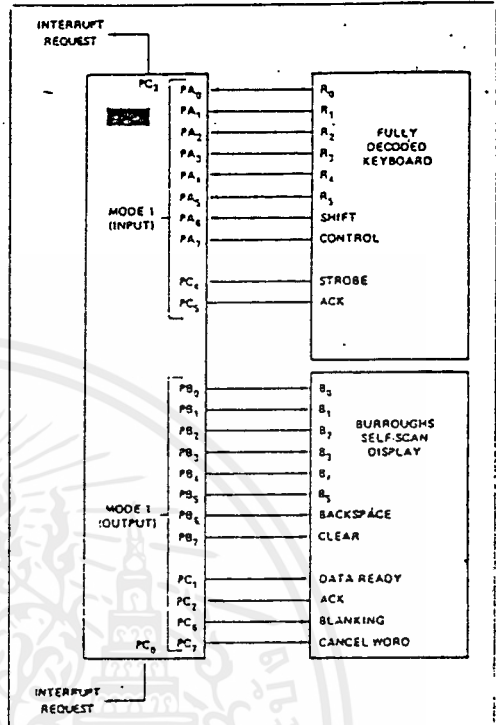 INTERRUPT
REQUEST
PC3
MODE 1
(INPUT)
PA0
PA1
PA2
PA3
PA4
PA5
PA6
PA7
PC4
PC5
R0
R1
R2
R3
R4
R5
SHIFT
CONTROL
STROBE
ACK
FULLY
DECODED
KEYBOARD
MODE 1
(OUTPUT)
PB0
PB1
PB2
PB3
PB4
PB5
PB6
PB7
PC1
PC2
PC6
PC7
B0
B1
B2
B3
B4
B5
BACKSPACE
CLEAR
DATA READY
ACK
BLANKING
CANCEL WORD
BURROUGHS
SELF-SCAN
DISPLAY
PC0
INTERRUPT
REQUEST